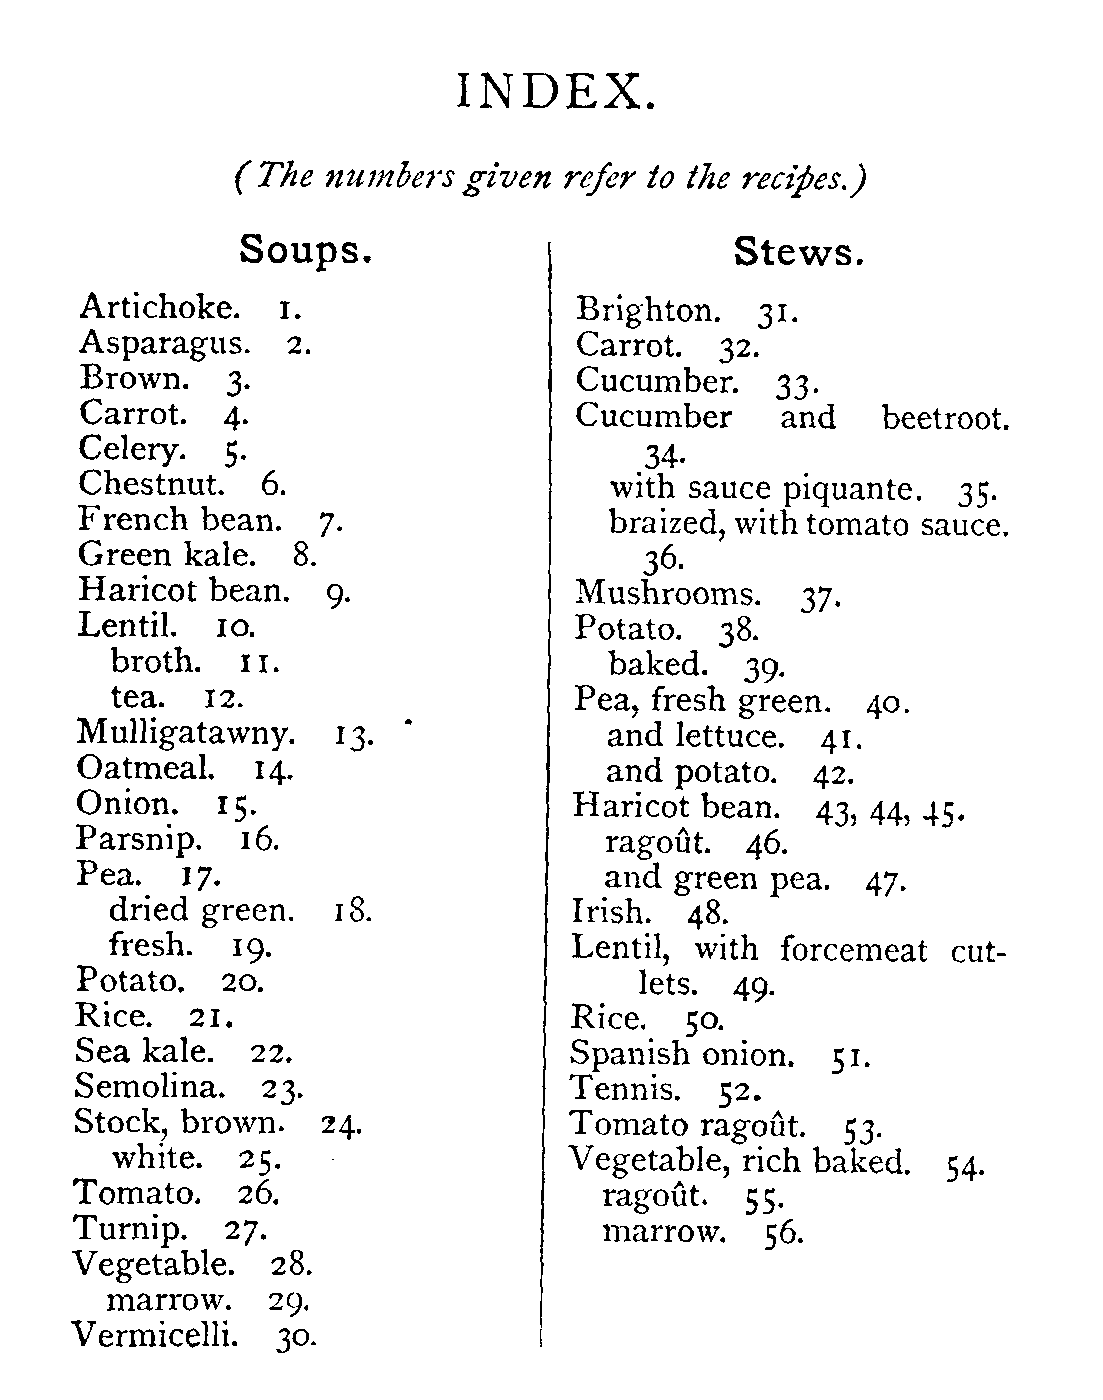 INDEX.
(The numbers given refer to the recipes.)
Soups.
Artichoke. 1.
Asparagus. 2.
Brown. 3.
Carrot. 4.
Celery. 5.
Chestnut. 6.
French bean. 7.
Green kale. 8.
Haricot bean. 9.
Lentil. 10.
broth. 11.
tea. 12.
Mulligatawny. 13.
Oatmeal. 14.
Onion. 15.
Parsnip. 16.
Pea. 17.
dried green. 18.
fresh. 19.
Potato. 20.
Rice. 21.
Sea kale. 22.
Semolina. 23.
Stock, brown. 24.
white. 25.
Tomato. 26.
Turnip. 27.
Vegetable. 28.
marrow. 29.
Vermicelli. 30.
Stews.
Brighton. 31.
Carrot. 32.
Cucumber. 33.
Cucumber and beetroot.
34.
with sauce piquante. 35.
braized, with tomato sauce.
36.
Mushrooms. 37.
Potato. 38.
baked. 39.
Pea, fresh green. 40.
and lettuce. 41.
and potato. 42.
Haricot bean. 43, 44, 45.
ragoût. 46.
and green pea. 47.
Irish. 48.
Lentil, with forcemeat cut-
lets. 49.
Rice. 50.
Spanish onion. 51.
Tennis. 52.
Tomato ragoût. 53.
Vegetable, rich baked. 54.
ragoût. 55.
marrow. 56.